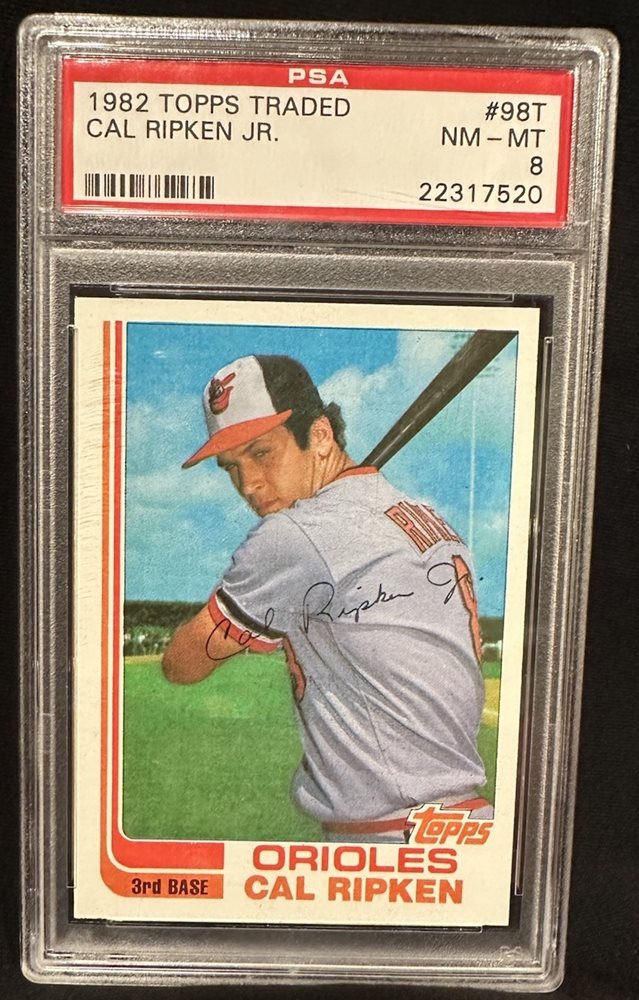 PSA
1982 TOPPS TRADED #98T
CAL RIPKEN JR. NM-MT
8
22317520
Cal Ripken Jr.
TOPPS
ORIOLES
3rd BASE CAL RIPKEN